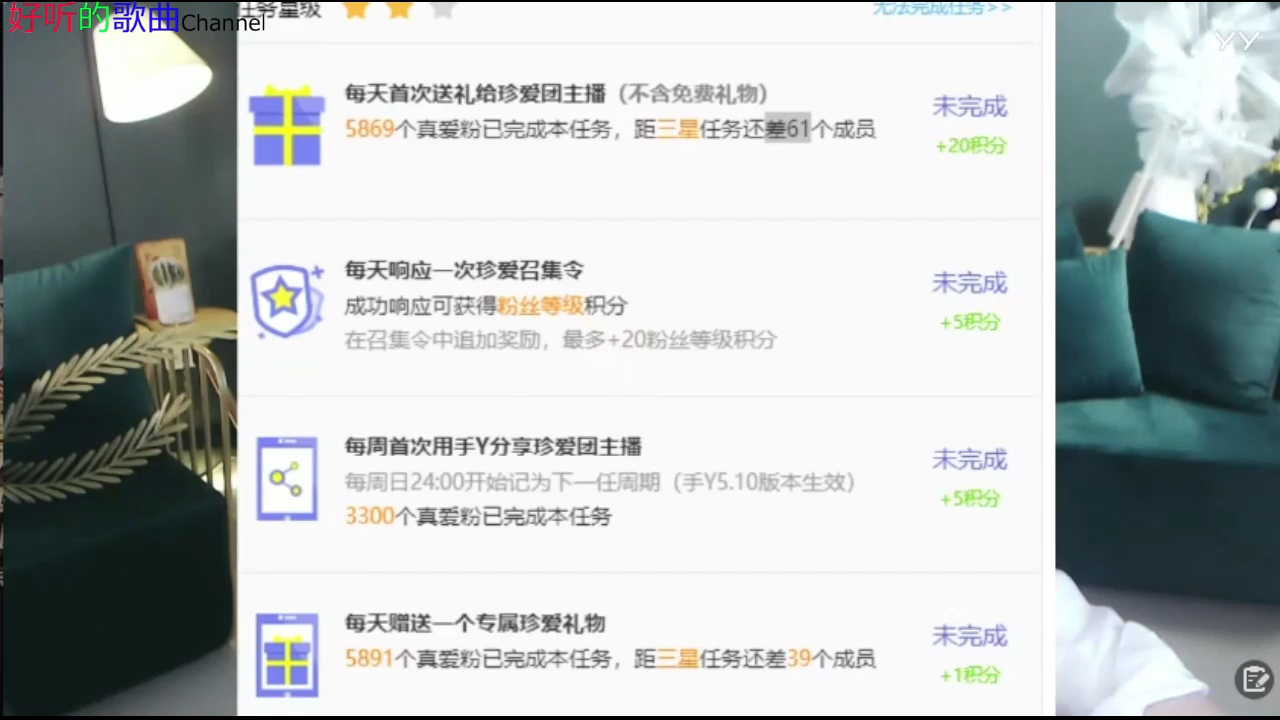 好听的歌曲Channel
任务星级
无法完成任务>>
YY
每天首次送礼给珍爱团主播（不含免费礼物）
未完成
5869个真爱粉已完成本任务，距三星任务还差61个成员
+20积分
每天响应一次珍爱召集令
未完成
成功响应可获得粉丝等级积分
+5积分
在召集令中追加奖励，最多+20粉丝等级积分
每周首次用手Y分享珍爱团主播
未完成
每周日24:00开始记为下一任周期（手Y5.10版本生效）
+5积分
3300个真爱粉已完成本任务
每天赠送一个专属珍爱礼物
未完成
5891个真爱粉已完成本任务，距三星任务还差39个成员
+1积分